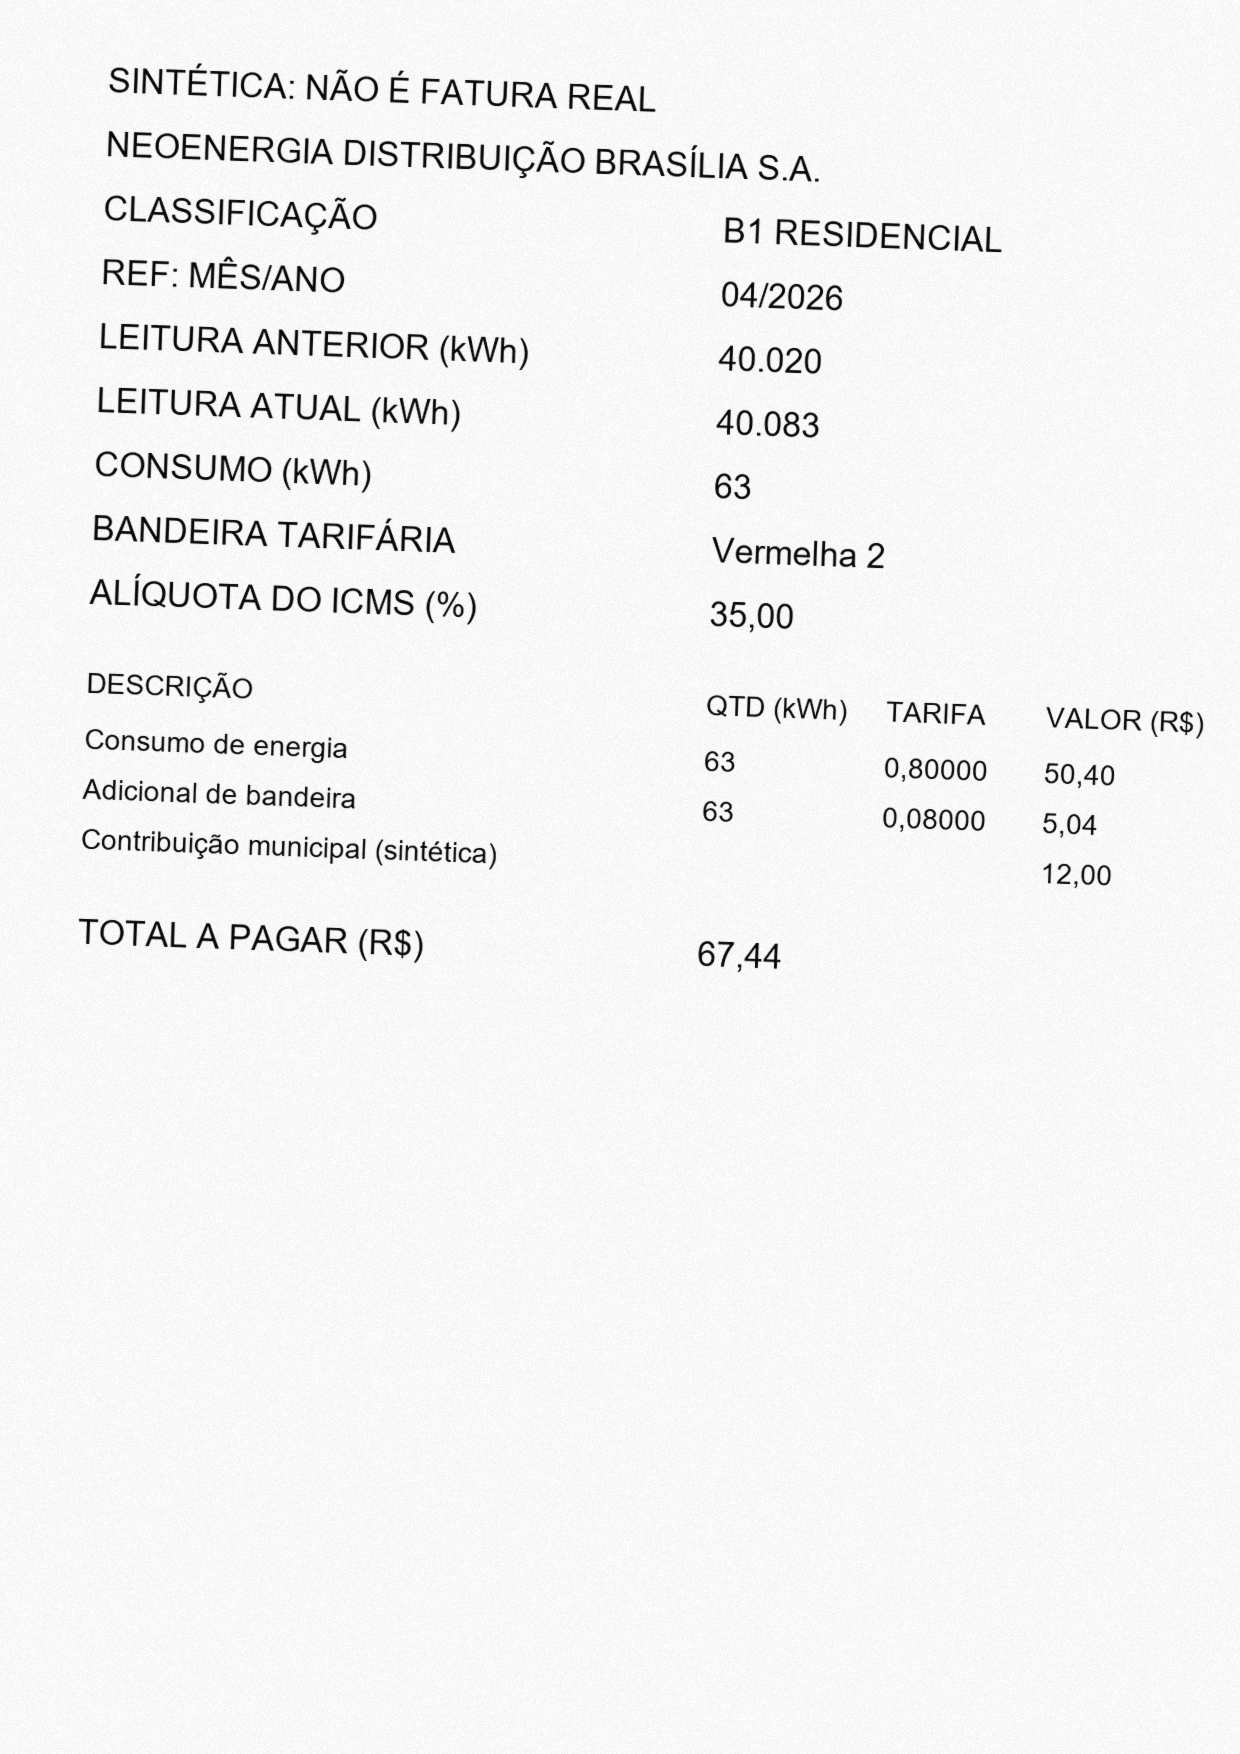 SINTÉTICA: NÃO É FATURA REAL
NEOENERGIA DISTRIBUIÇÃO BRASÍLIA S.A.
CLASSIFICAÇÃO B1 RESIDENCIAL
REF: MÊS/ANO 04/2026
LEITURA ANTERIOR (kWh) 40.020
LEITURA ATUAL (kWh) 40.083
CONSUMO (kWh) 63
BANDEIRA TARIFÁRIA Vermelha 2
ALÍQUOTA DO ICMS (%) 35,00
DESCRIÇÃO QTD (kWh) TARIFA VALOR (R$)
Consumo de energia 63 0,80000 50,40
Adicional de bandeira 63 0,08000 5,04
Contribuição municipal (sintética) 12,00
TOTAL A PAGAR (R$) 67,44